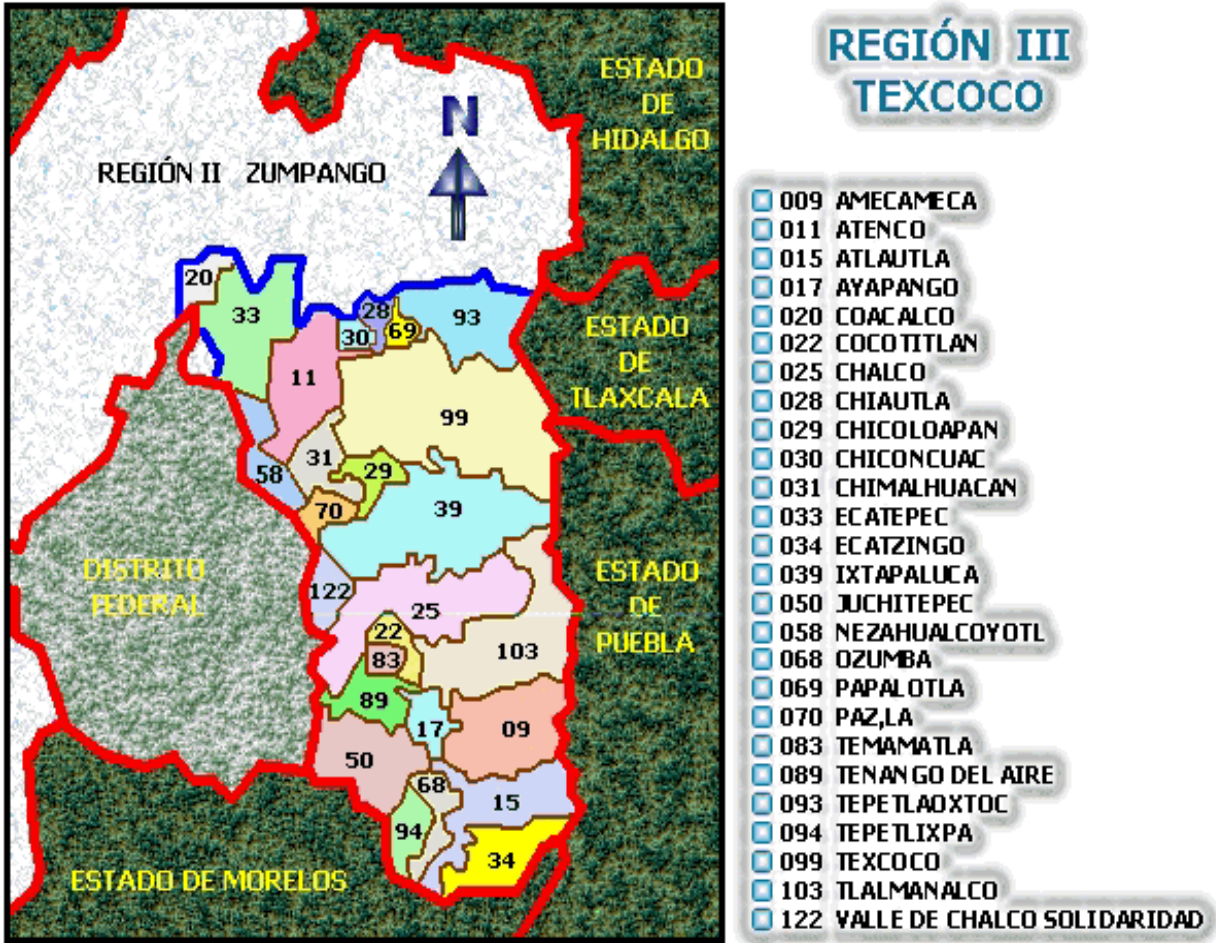 REGIÓN III
TEXCOCO
ESTADO
DE
HIDALGO
N
REGIÓN II ZUMPANGO
20
33
28
30
69
93
ESTADO
DE
TLAXCALA
11
99
31
29
58
70
39
DISTRITO
FEDERAL
122
25
ESTADO
DE
PUEBLA
22
83
103
89
17
09
50
68
15
94
34
ESTADO DE MORELOS
009 AMECAMECA
011 ATENCO
015 ATLAUTLA
017 AYAPANGO
020 COACALCO
022 COCOTITLAN
025 CHALCO
028 CHIAUTLA
029 CHICOLOAPAN
030 CHICONCUAC
031 CHIMALHUACAN
033 ECATEPEC
034 ECATZINGO
039 IXTAPALUCA
050 JUCHITEPEC
058 NEZAHUALCOYOTL
068 OZUMBA
069 PAPALOTLA
070 PAZ,LA
083 TEMAMATLA
089 TENANGO DEL AIRE
093 TEPETLAOXTOC
094 TEPETLIXPA
099 TEXCOCO
103 TLALMANALCO
122 VALLE DE CHALCO SOLIDARIDAD